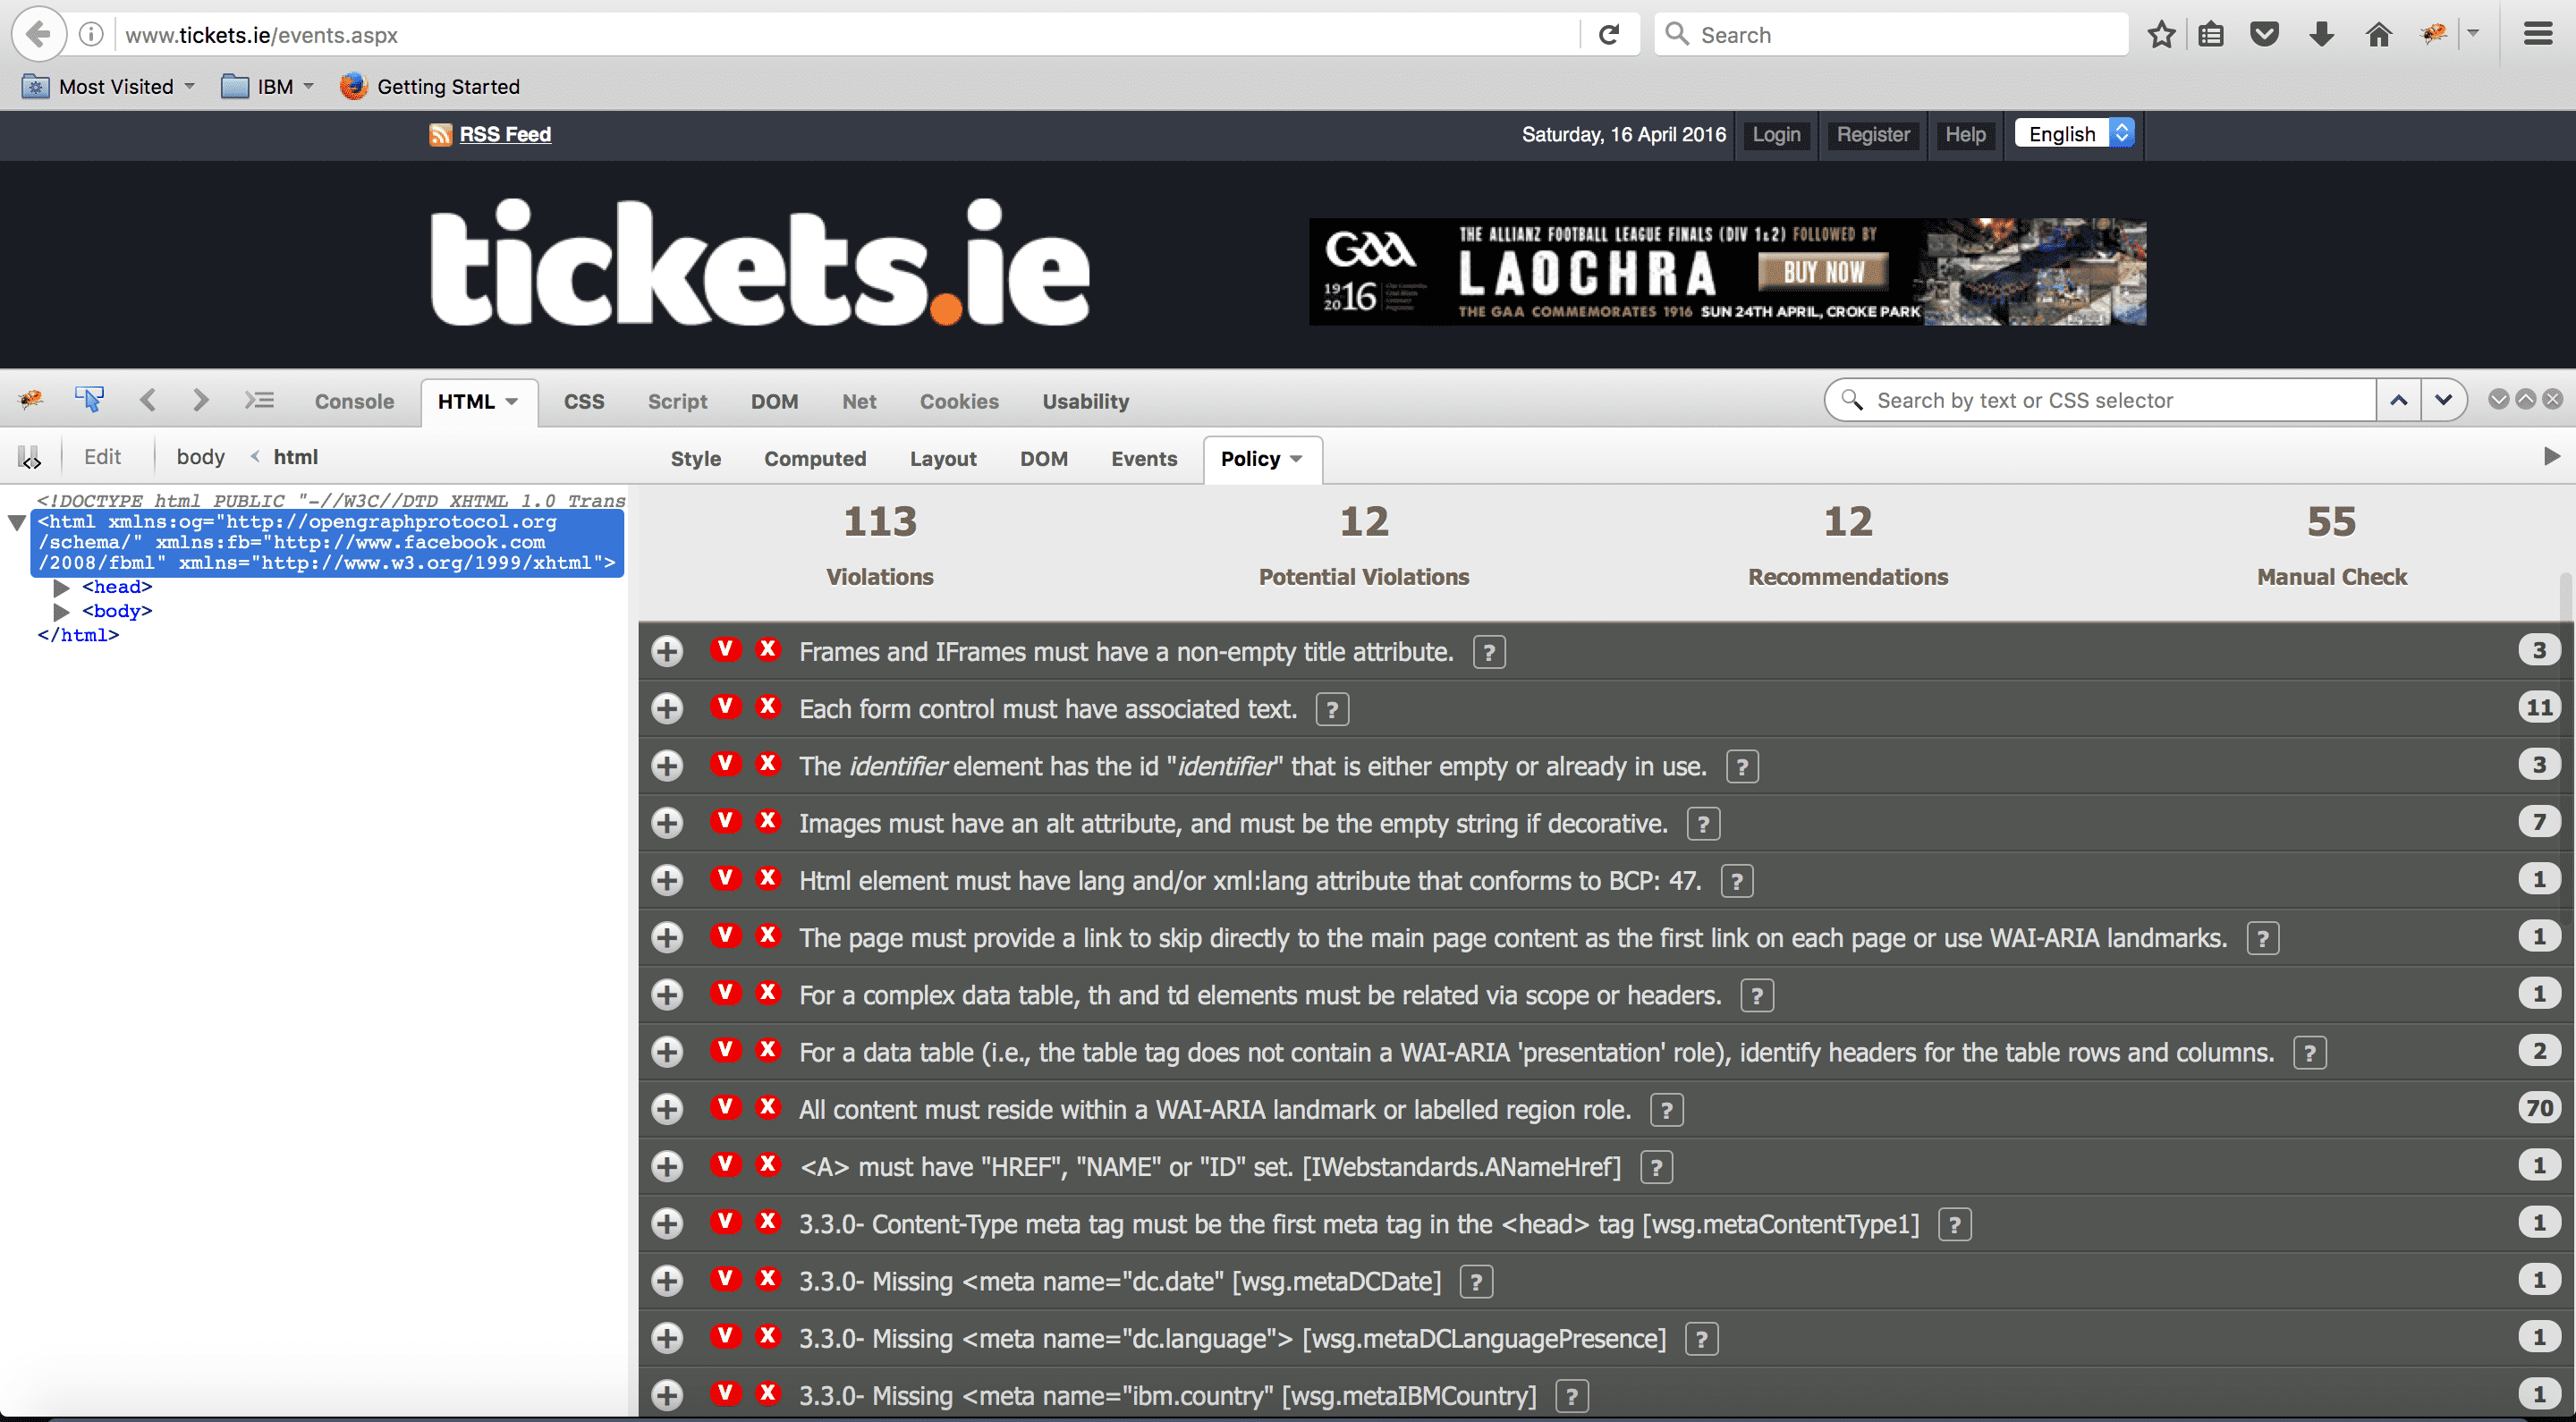 www.tickets.ie/events.aspx
Search
Most Visited
IBM
Getting Started
RSS Feed
Saturday, 16 April 2016
Login
Register
Help
English
tickets.ie
GAA
THE ALLIANZ FOOTBALL LEAGUE FINALS (DIV 1&2) FOLLOWED BY
LAOCHRA
BUY NOW
19
2016
THE GAA COMMEMORATES 1916 SUN 24TH APRIL, CROKE PARK
Console
HTML
CSS
Script
DOM
Net
Cookies
Usability
Search by text or CSS selector
Edit
body < html
Style
Computed
Layout
DOM
Events
Policy
<!DOCTYPE html PUBLIC "-//W3C//DTD XHTML 1.0 Trans
<html xmlns:og="http://opengraphprotocol.org
/schema/" xmlns:fb="http://www.facebook.com
/2008/fbml" xmlns="http://www.w3.org/1999/xhtml">
<head>
<body>
</html>
113
Violations
12
Potential Violations
12
Recommendations
55
Manual Check
V X Frames and IFrames must have a non-empty title attribute. ? 3
V X Each form control must have associated text. ? 11
V X The identifier element has the id "identifier" that is either empty or already in use. ? 3
V X Images must have an alt attribute, and must be the empty string if decorative. ? 7
V X Html element must have lang and/or xml:lang attribute that conforms to BCP: 47. ? 1
V X The page must provide a link to skip directly to the main page content as the first link on each page or use WAI-ARIA landmarks. ? 1
V X For a complex data table, th and td elements must be related via scope or headers. ? 1
V X For a data table (i.e., the table tag does not contain a WAI-ARIA 'presentation' role), identify headers for the table rows and columns. ? 2
V X All content must reside within a WAI-ARIA landmark or labelled region role. ? 70
V X <A> must have "HREF", "NAME" or "ID" set. [IWebstandards.ANameHref] ? 1
V X 3.3.0- Content-Type meta tag must be the first meta tag in the <head> tag [wsg.metaContentType1] ? 1
V X 3.3.0- Missing <meta name="dc.date" [wsg.metaDCDate] ? 1
V X 3.3.0- Missing <meta name="dc.language"> [wsg.metaDCLanguagePresence] ? 1
V X 3.3.0- Missing <meta name="ibm.country" [wsg.metaIBMCountry] ? 1